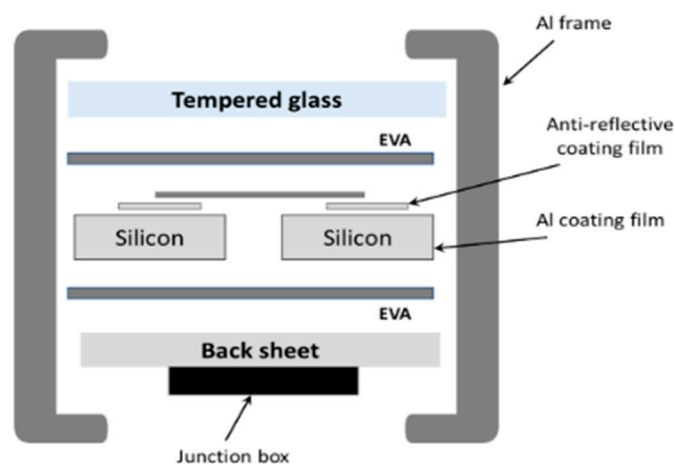 Al frame
Tempered glass
Anti-reflective
coating film
EVA
Silicon
Silicon
Al coating film
EVA
Back sheet
Junction box